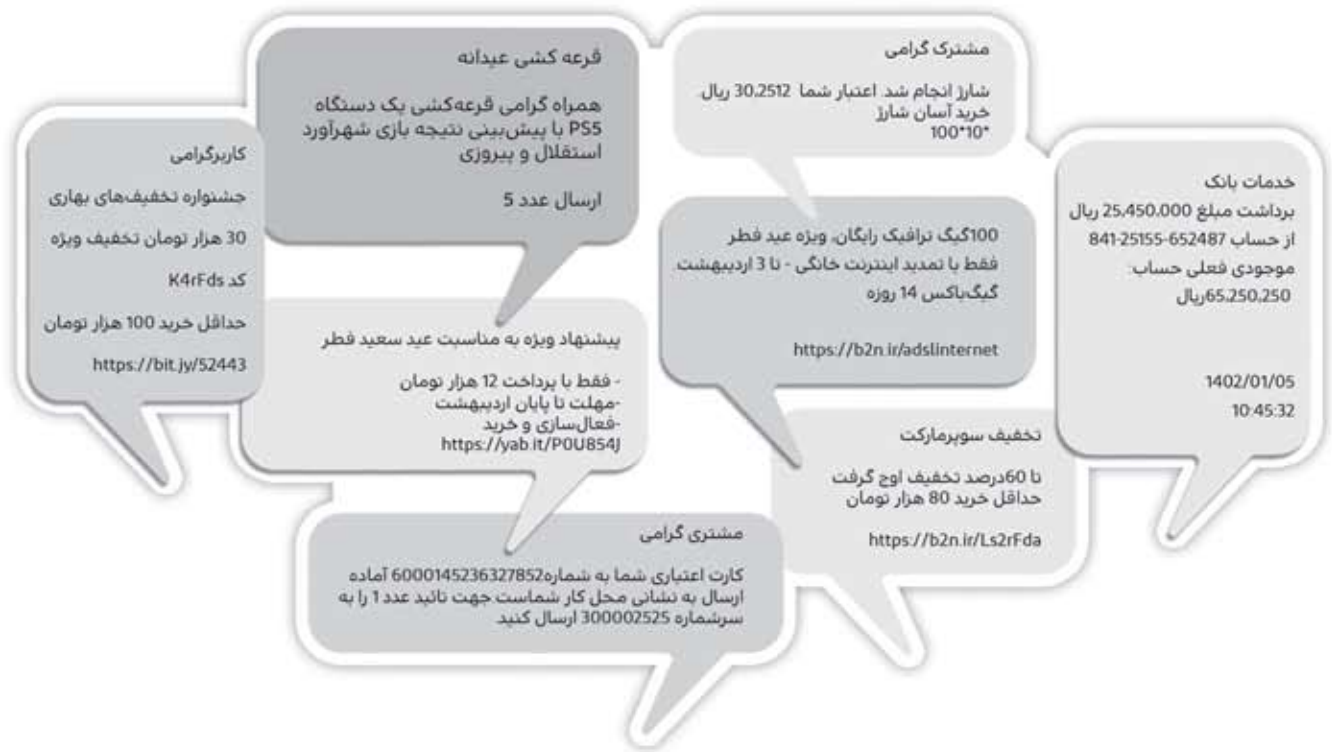 مشترک گرامی
شارژ انجام شد. اعتبار شما 30,2512 ریال.
خرید آسان شارژ
*10*100
خدمات بانک
برداشت مبلغ 25,450,000 ریال
از حساب 652487-25155-841
موجودی فعلی حساب:
65,250,250ریال
1402/01/05
10:45:32
100گیگ ترافیک رایگان، ویژه عید فطر
فقط با تمدید اینترنت خانگی - تا 3 اردیبهشت.
گیگ‌باکس 14 روزه
https://b2n.ir/adslinternet
تخفیف سوپرمارکت
تا 60درصد تخفیف اوج گرفت
حداقل خرید 80 هزار تومان
https://b2n.ir/Ls2rFda
قرعه کشی عیدانه
همراه گرامی قرعه‌کشی یک دستگاه
PS5 با پیش‌بینی نتیجه بازی شهرآورد
استقلال و پیروزی
ارسال عدد 5
پیشنهاد ویژه به مناسبت عید سعید فطر
- فقط با پرداخت 12 هزار تومان
-مهلت تا پایان اردیبهشت
-فعال‌سازی و خرید
https://yab.it/P0U854J
مشتری گرامی
کارت اعتباری شما به شماره6000145236327852 آماده
ارسال به نشانی محل کار شماست.جهت تائید عدد 1 را به
سرشماره 300002525 ارسال کنید.
کاربرگرامی
جشنواره تخفیف‌های بهاری
30 هزار تومان تخفیف ویژه
کد K4rFds
حداقل خرید 100 هزار تومان
https://bit.jy/52443